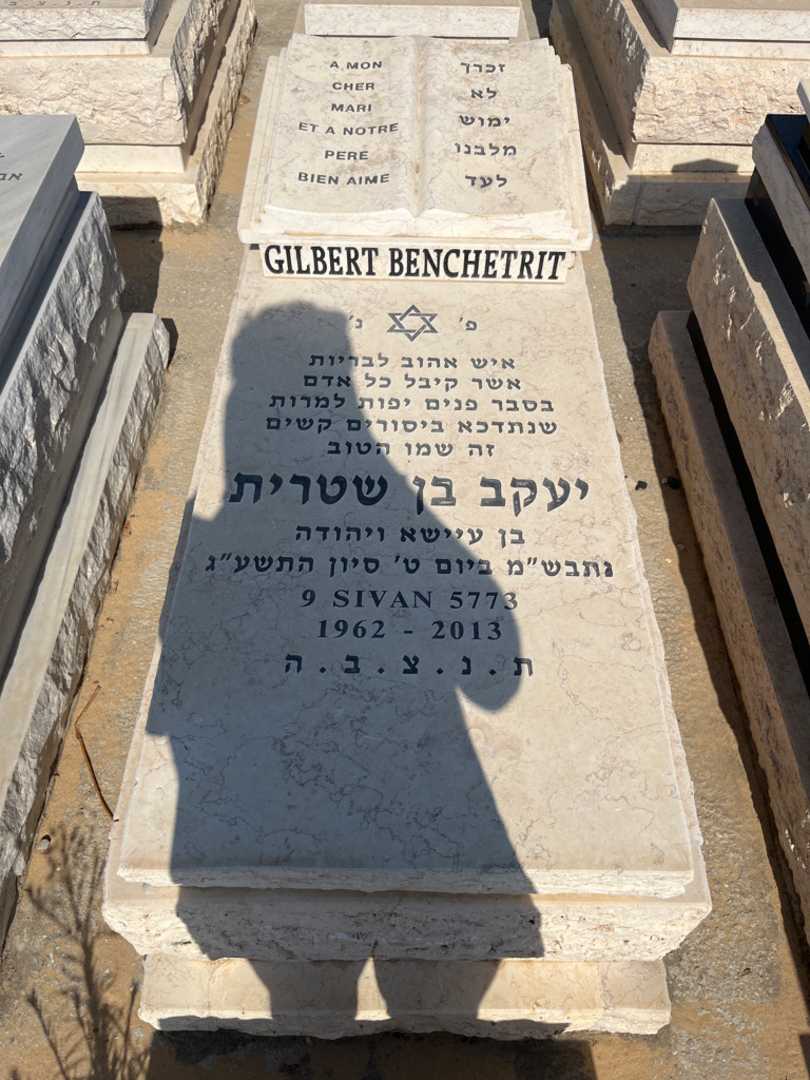 A MON
CHER
MARI
ET A NOTRE
PERE
BIEN AIME
זכרך
לא
ימוש
מלבנו
לעד
GILBERT BENCHETRIT
פ׳ נ׳
איש אהוב לבריות
אשר קיבל כל אדם
בסבר פנים יפות למרות
שנתדכא ביסורים קשים
זה שמו הטוב
יעקב בן שטרית
בן עיישא ויהודה
נתבש״מ ביום ט׳ סיון התשע״ג
9 SIVAN 5773
1962 - 2013
ת.נ.צ.ב.ה